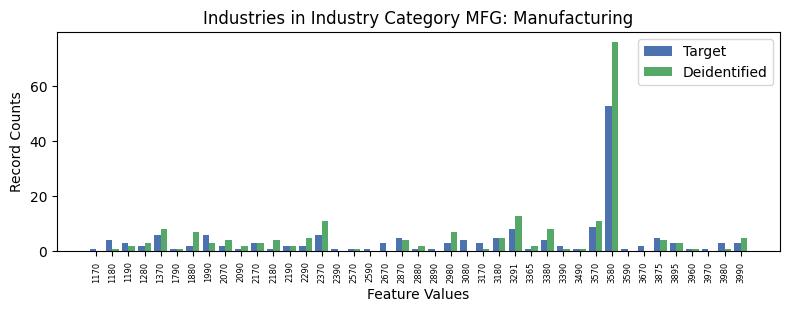 Industries in Industry Category MFG: Manufacturing
Target
Deidentified
Record Counts
60
40
20
0
1170 1180 1190 1280 1370 1790 1880 1990 2070 2090 2170 2180 2190 2290 2370 2390 2570 2590 2670 2870 2880 2890 2980 3080 3170 3180 3291 3365 3380 3390 3490 3570 3580 3590 3670 3875 3895 3960 3970 3980 3990
Feature Values